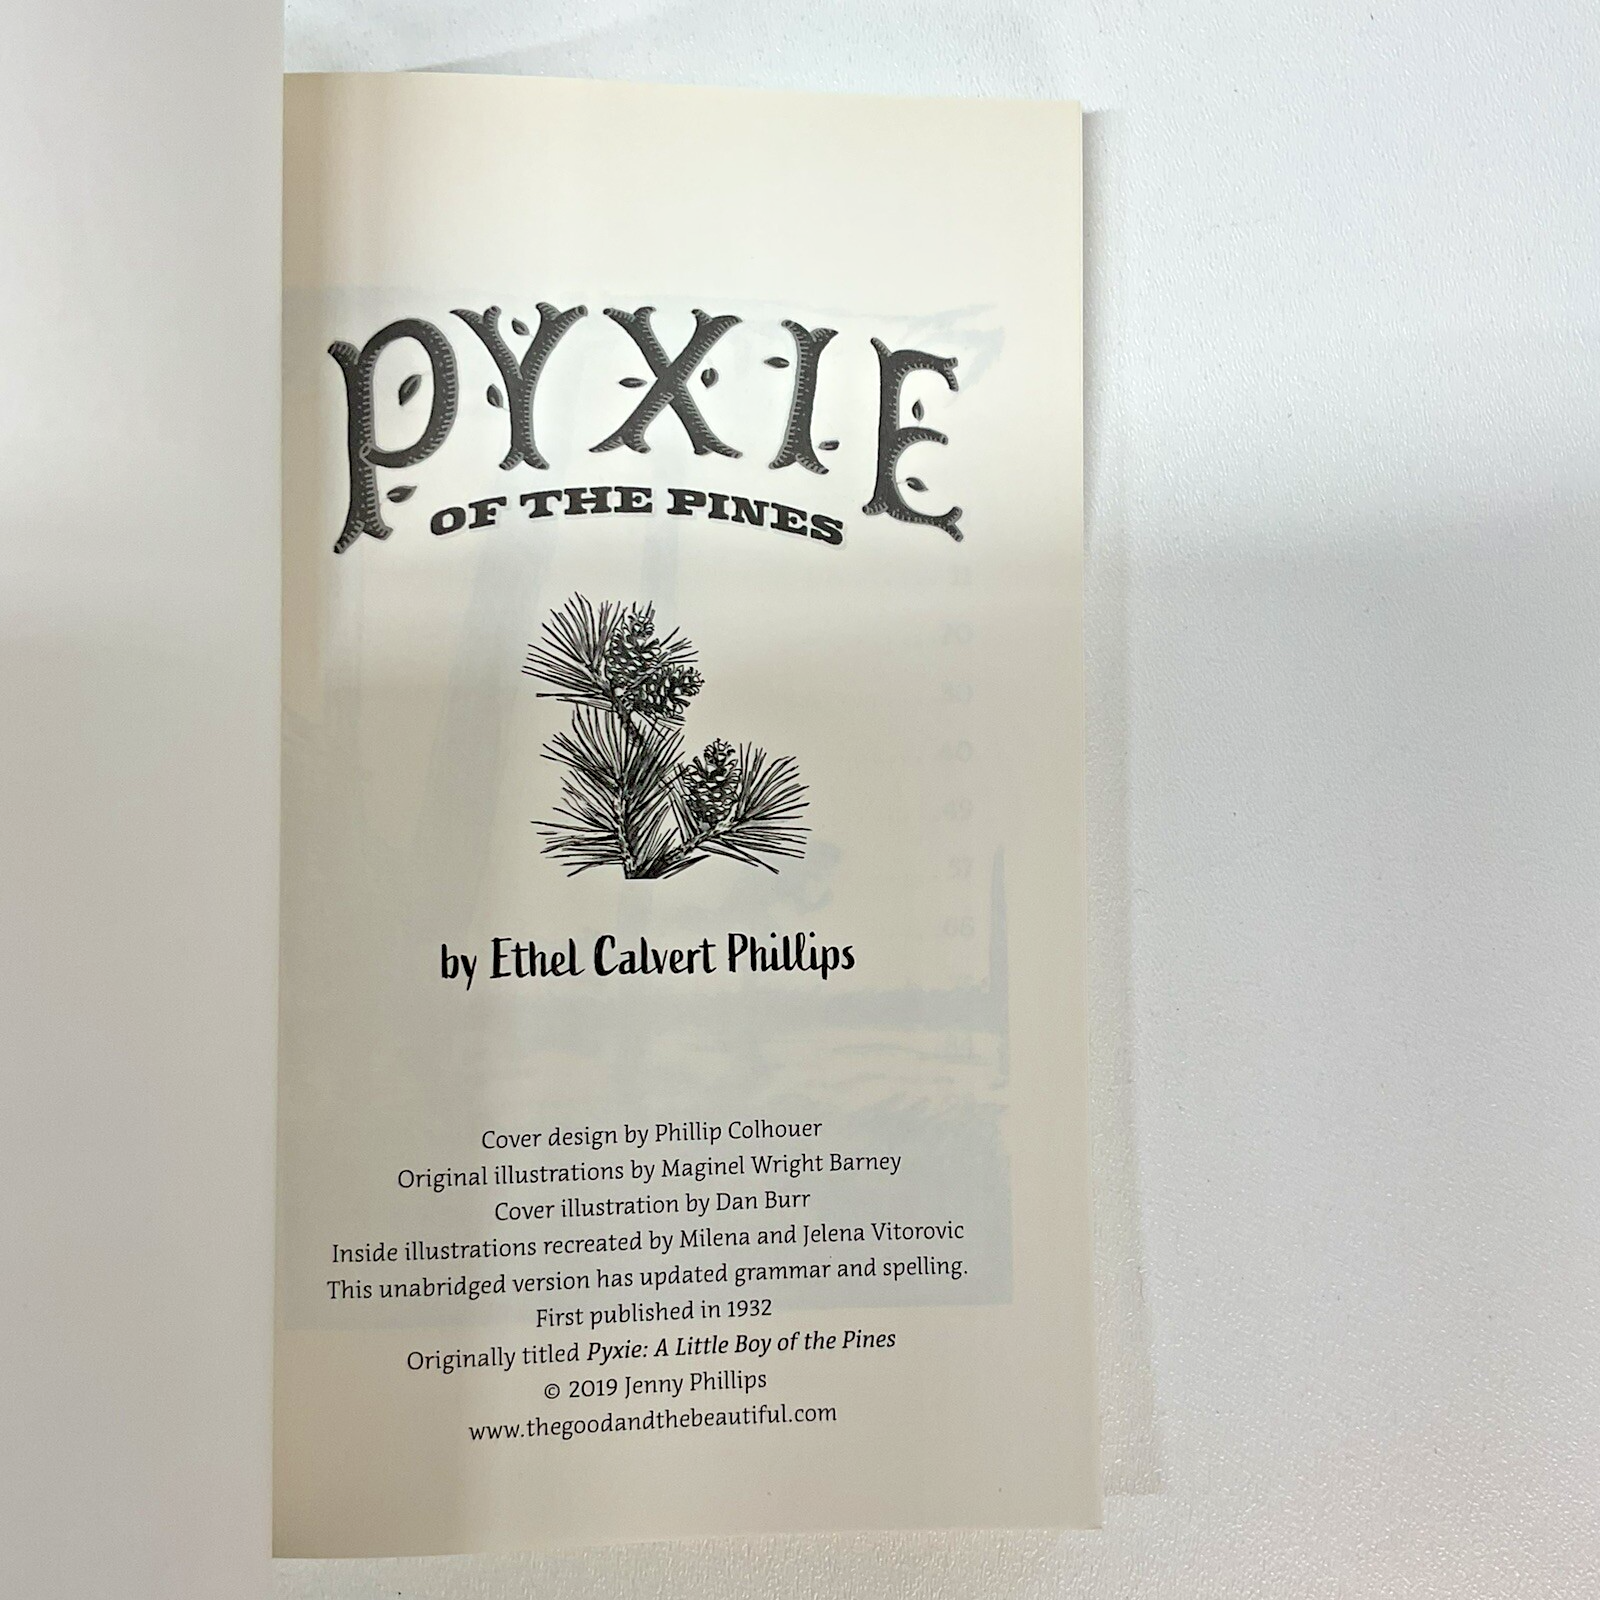 PYXIE
OF THE PINES
by Ethel Calvert Phillips
Cover design by Phillip Colhouer
Original illustrations by Maginel Wright Barney
Cover illustration by Dan Burr
Inside illustrations recreated by Milena and Jelena Vitorovic
This unabridged version has updated grammar and spelling.
First published in 1932
Originally titled Pyxie: A Little Boy of the Pines
© 2019 Jenny Phillips
www.thegoodandthebeautiful.com